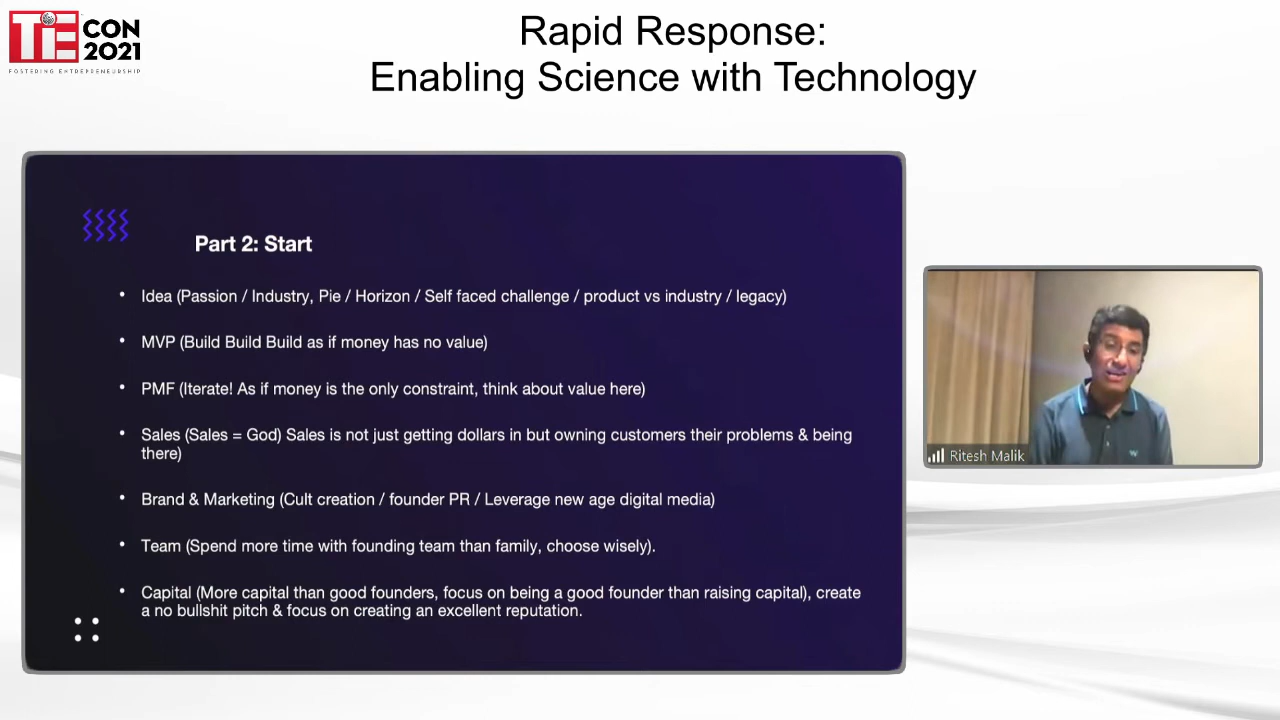 TiE CON
2021
FOSTERING ENTREPRENEURSHIP
Rapid Response:
Enabling Science with Technology
Part 2: Start
• Idea (Passion / Industry, Pie / Horizon / Self faced challenge / product vs industry / legacy)
• MVP (Build Build Build as if money has no value)
• PMF (Iterate! As if money is the only constraint, think about value here)
• Sales (Sales = God) Sales is not just getting dollars in but owning customers their problems & being
there)
• Brand & Marketing (Cult creation / founder PR / Leverage new age digital media)
• Team (Spend more time with founding team than family, choose wisely).
• Capital (More capital than good founders, focus on being a good founder than raising capital), create
a no bullshit pitch & focus on creating an excellent reputation.
Ritesh Malik